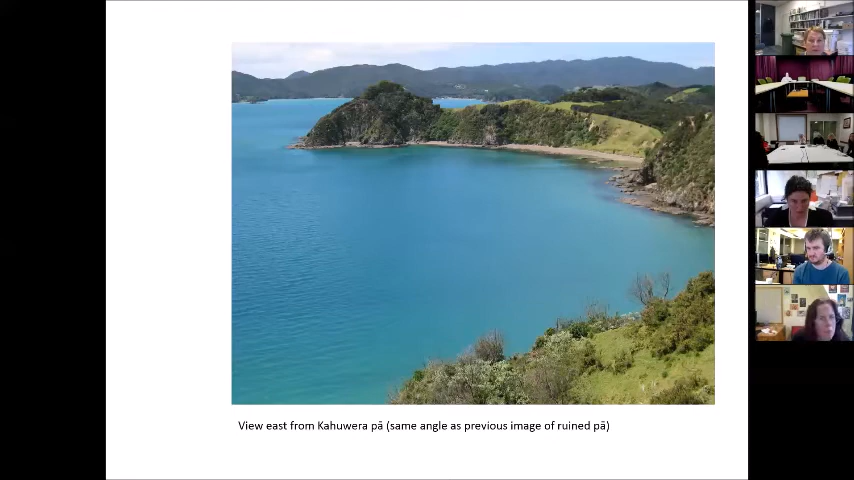 View east from Kahuwera pā (same angle as previous image of ruined pā)